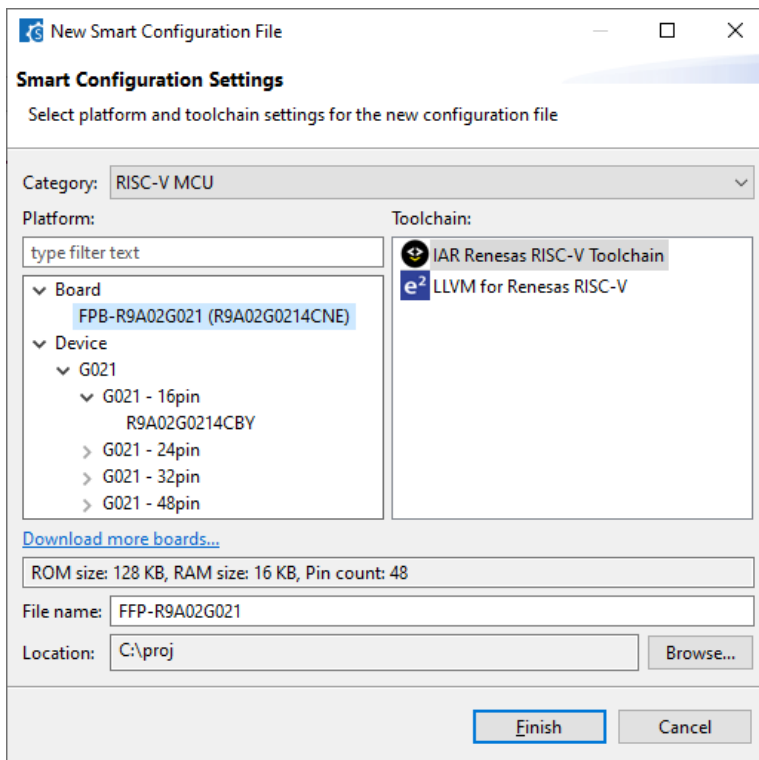 New Smart Configuration File
Smart Configuration Settings
Select platform and toolchain settings for the new configuration file
Category: RISC-V MCU
Platform:
type filter text
Board
FPB-R9A02G021 (R9A02G0214CNE)
Device
G021
G021 - 16pin
R9A02G0214CBY
G021 - 24pin
G021 - 32pin
G021 - 48pin
Toolchain:
IAR Renesas RISC-V Toolchain
e² LLVM for Renesas RISC-V
Download more boards...
ROM size: 128 KB, RAM size: 16 KB, Pin count: 48
File name: FFP-R9A02G021
Location: C:\proj Browse...
Finish Cancel